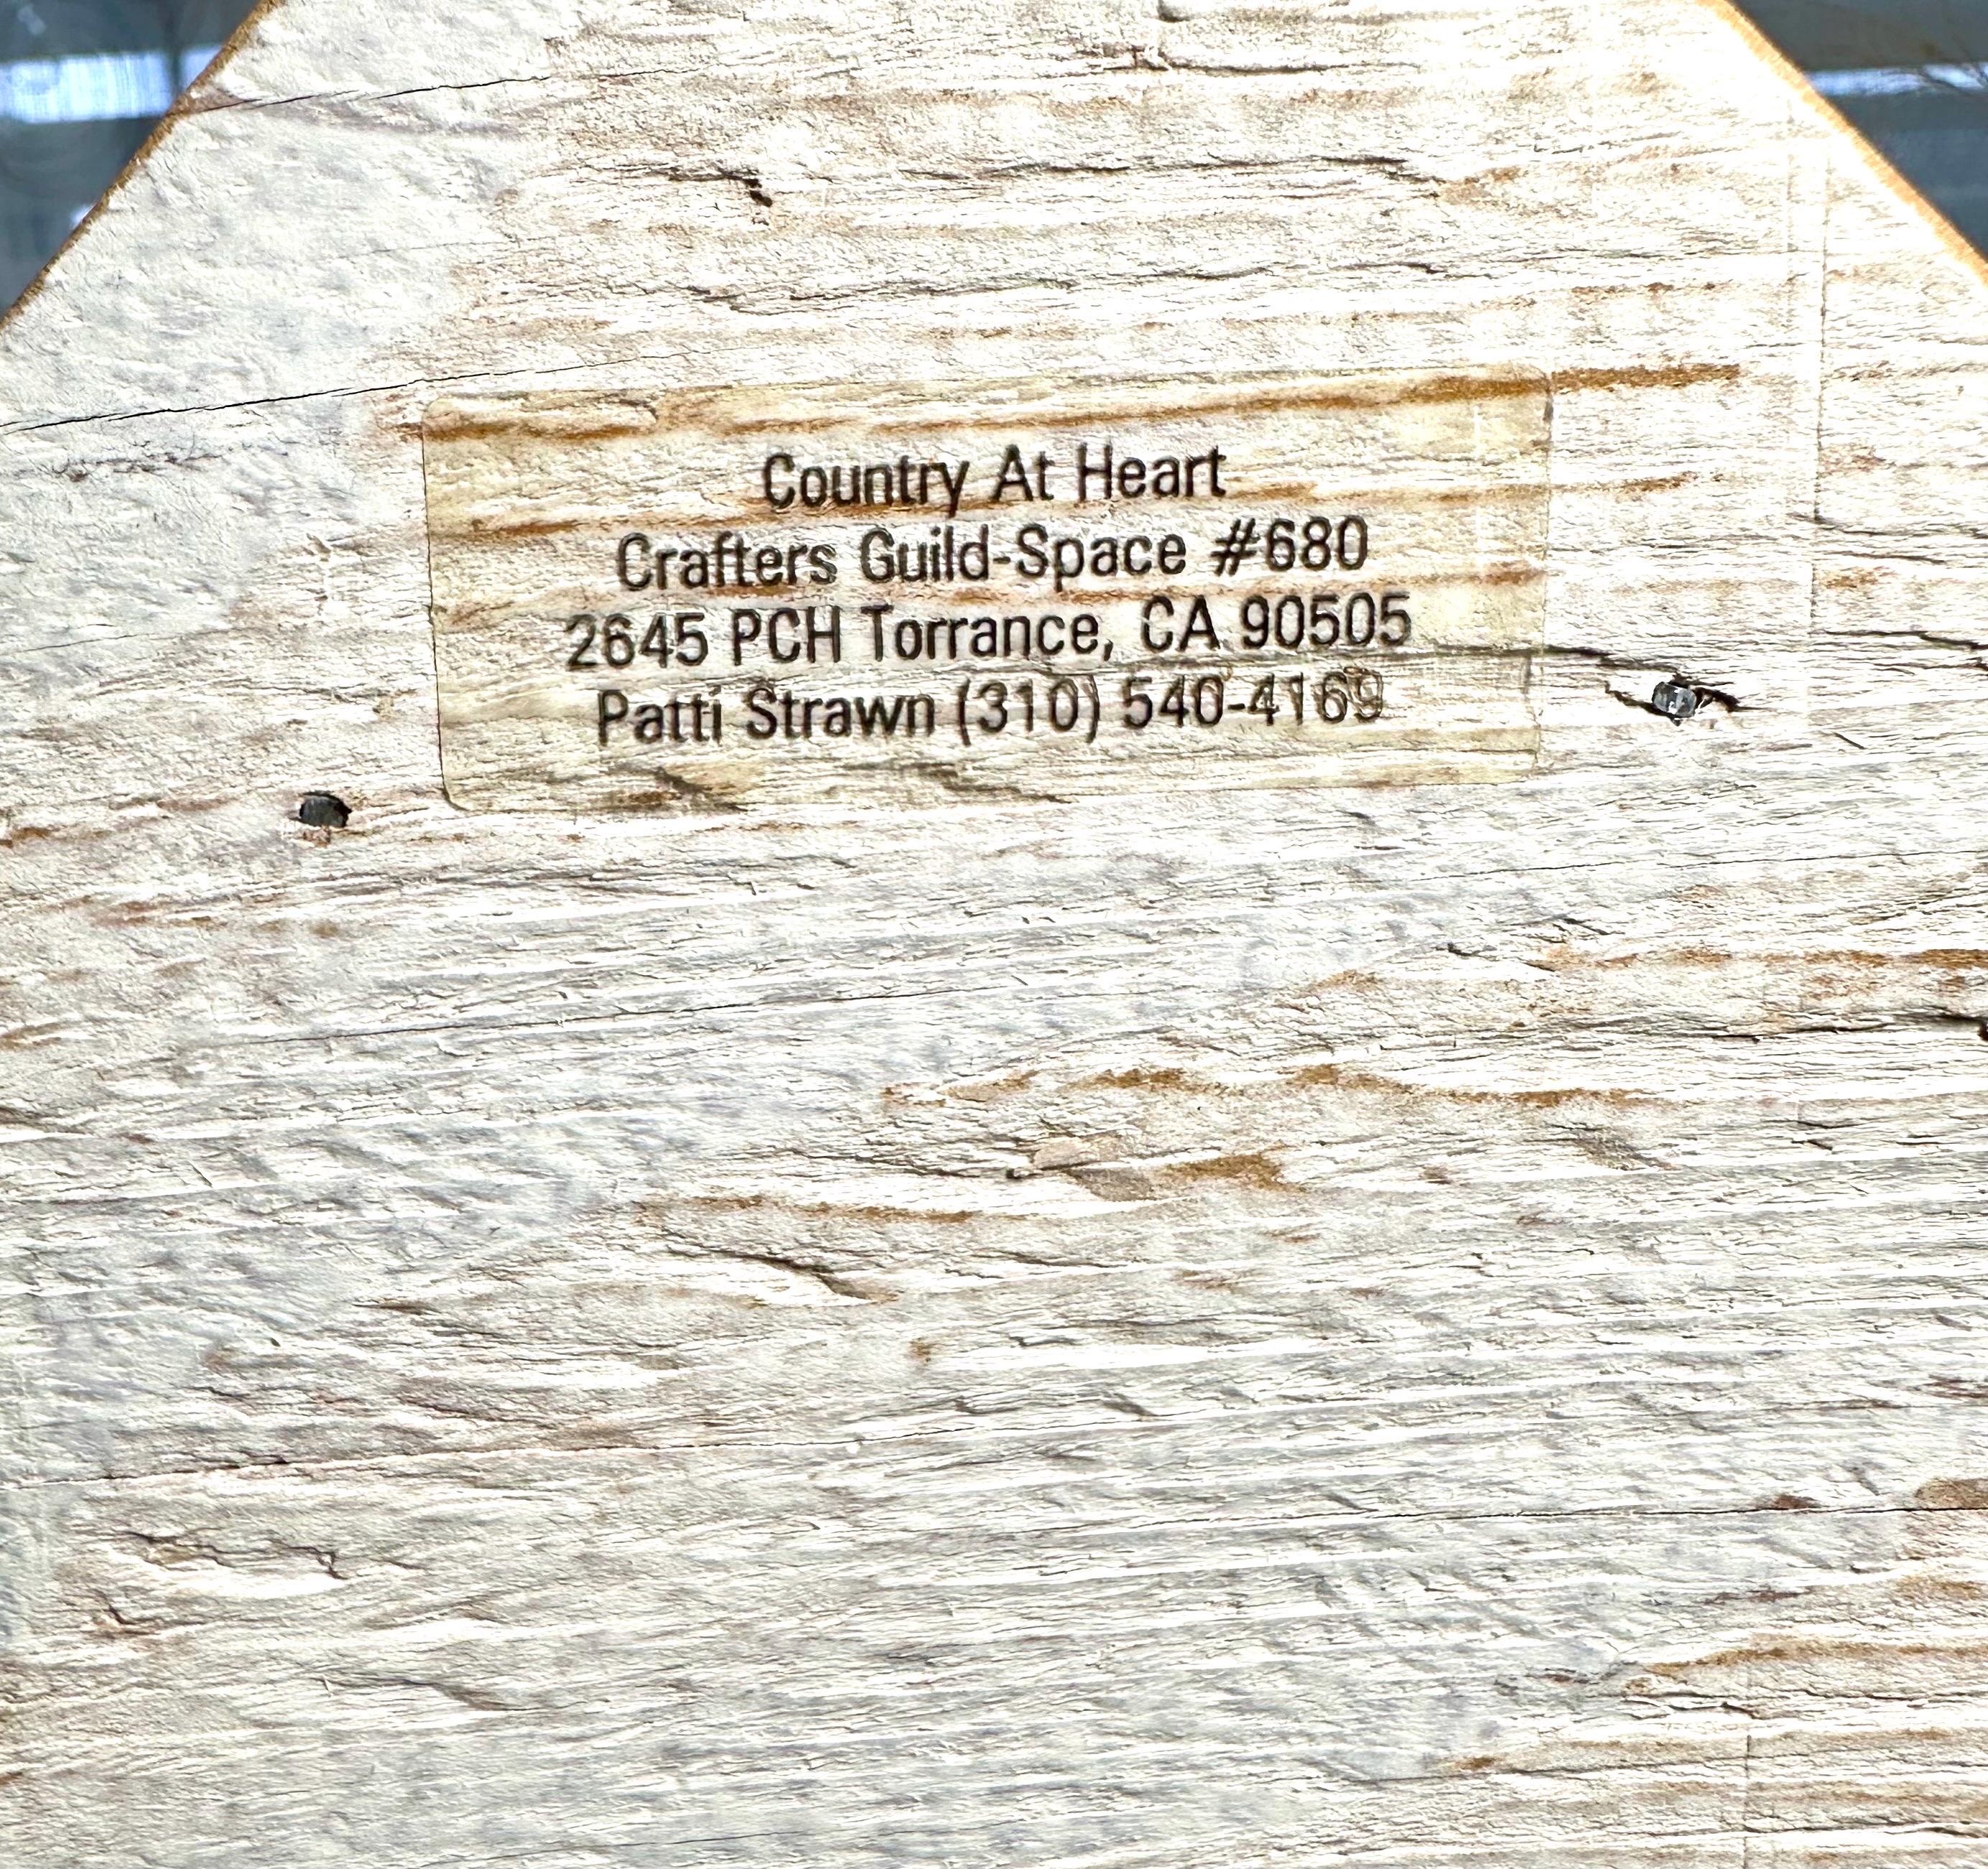 Country At Heart
Crafters Guild-Space #680
2645 PCH Torrance, CA 90505
Patti Strawn (310) 540-4169